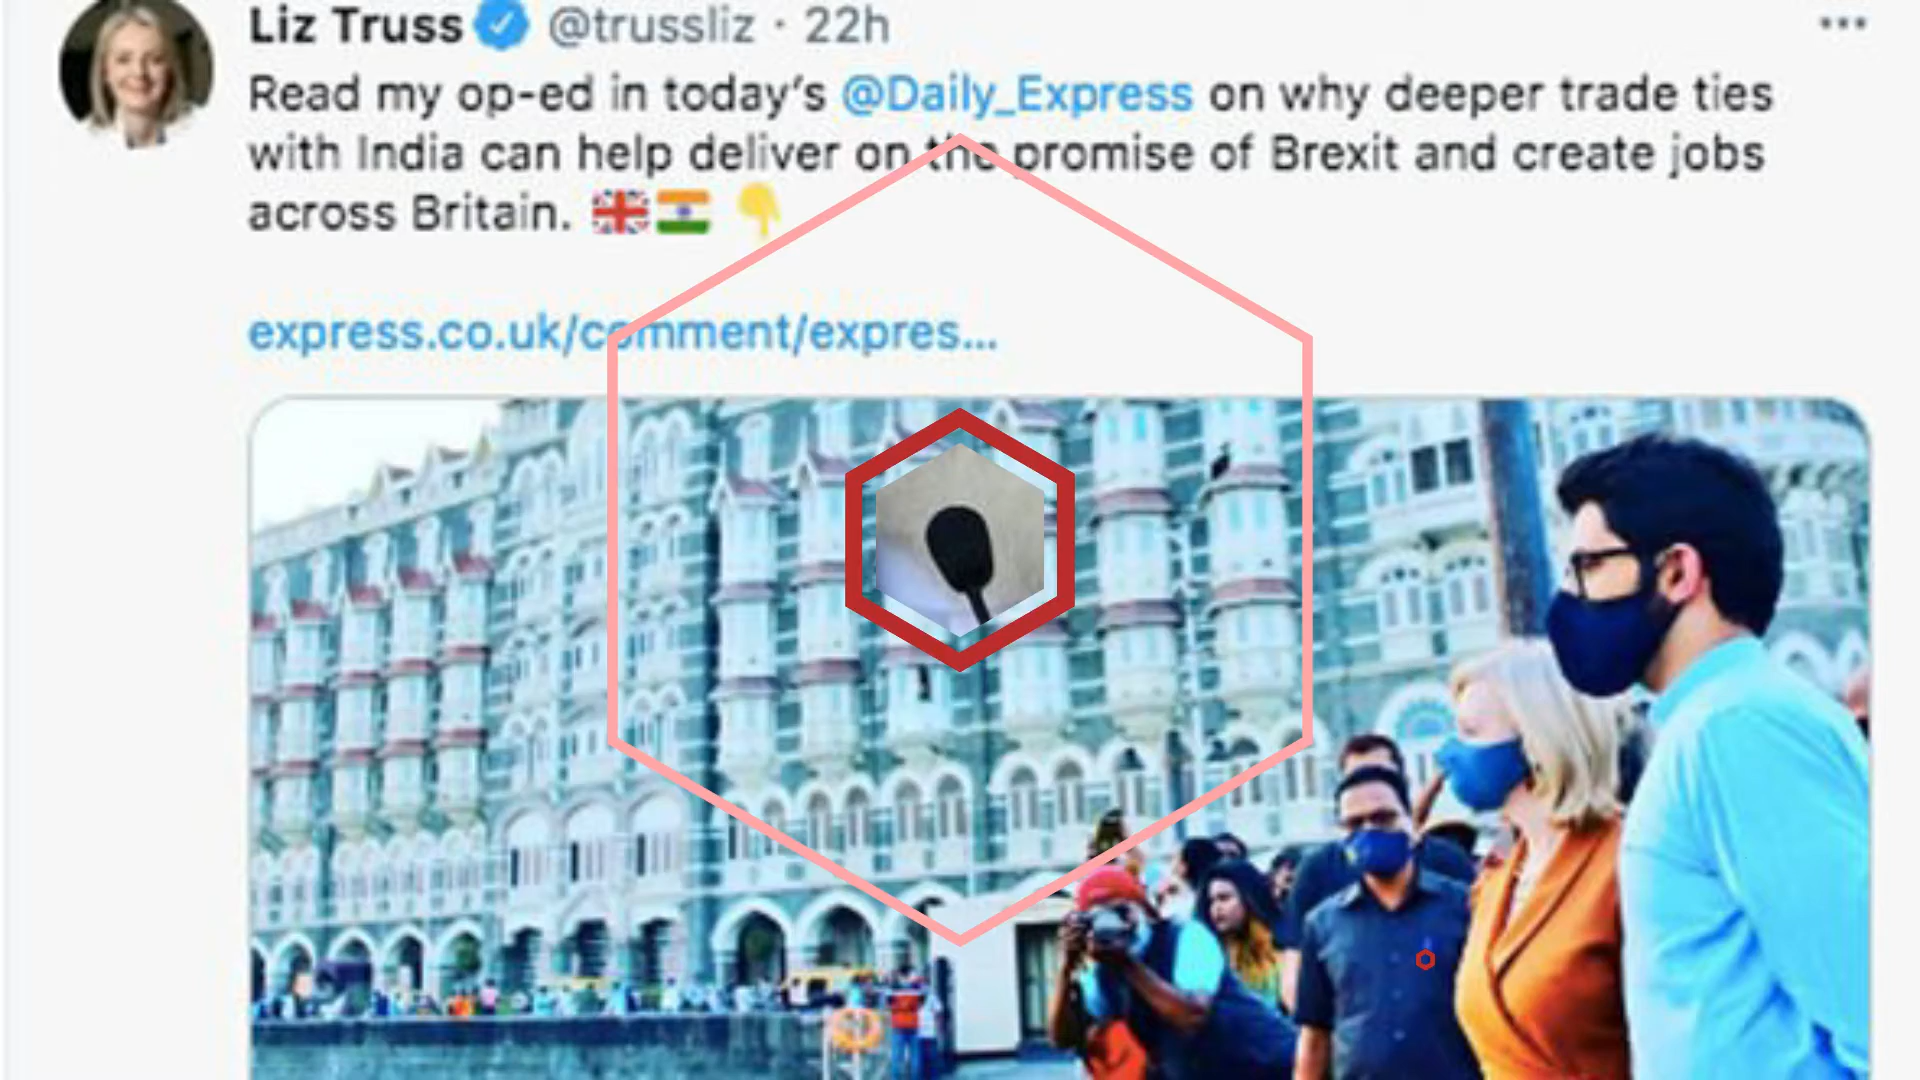 Liz Truss @trussliz · 22h
Read my op-ed in today's @Daily_Express on why deeper trade ties
with India can help deliver on the promise of Brexit and create jobs
across Britain. 🇬🇧🇮🇳 👇
express.co.uk/comment/expres...